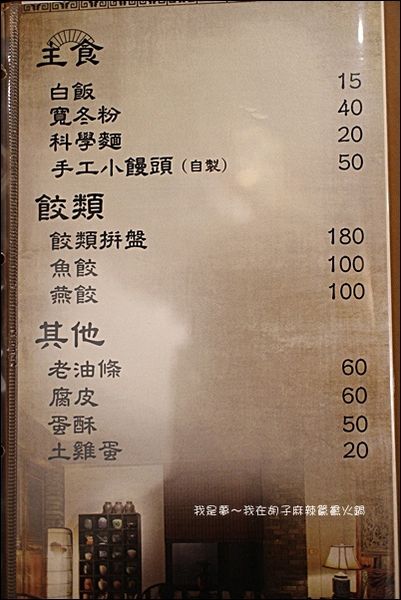 主食
白飯 15
寬冬粉 40
科學麵 20
手工小饅頭(自製) 50
餃類
餃類拼盤 180
魚餃 100
燕餃 100
其他
老油條 60
腐皮 60
蛋酥 50
土雞蛋 20
我是夢～我在胡子麻辣鴛鴦火鍋